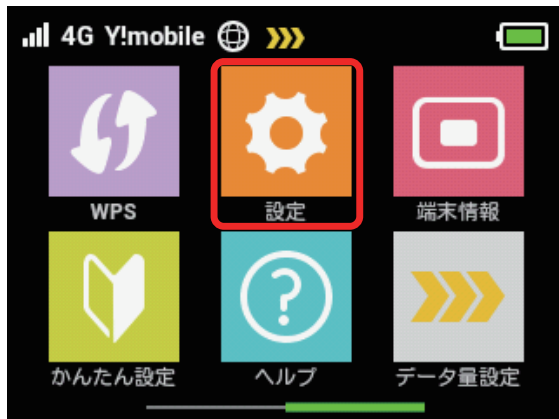 4G Y!mobile
WPS
設定
端末情報
かんたん設定
ヘルプ
データ量設定